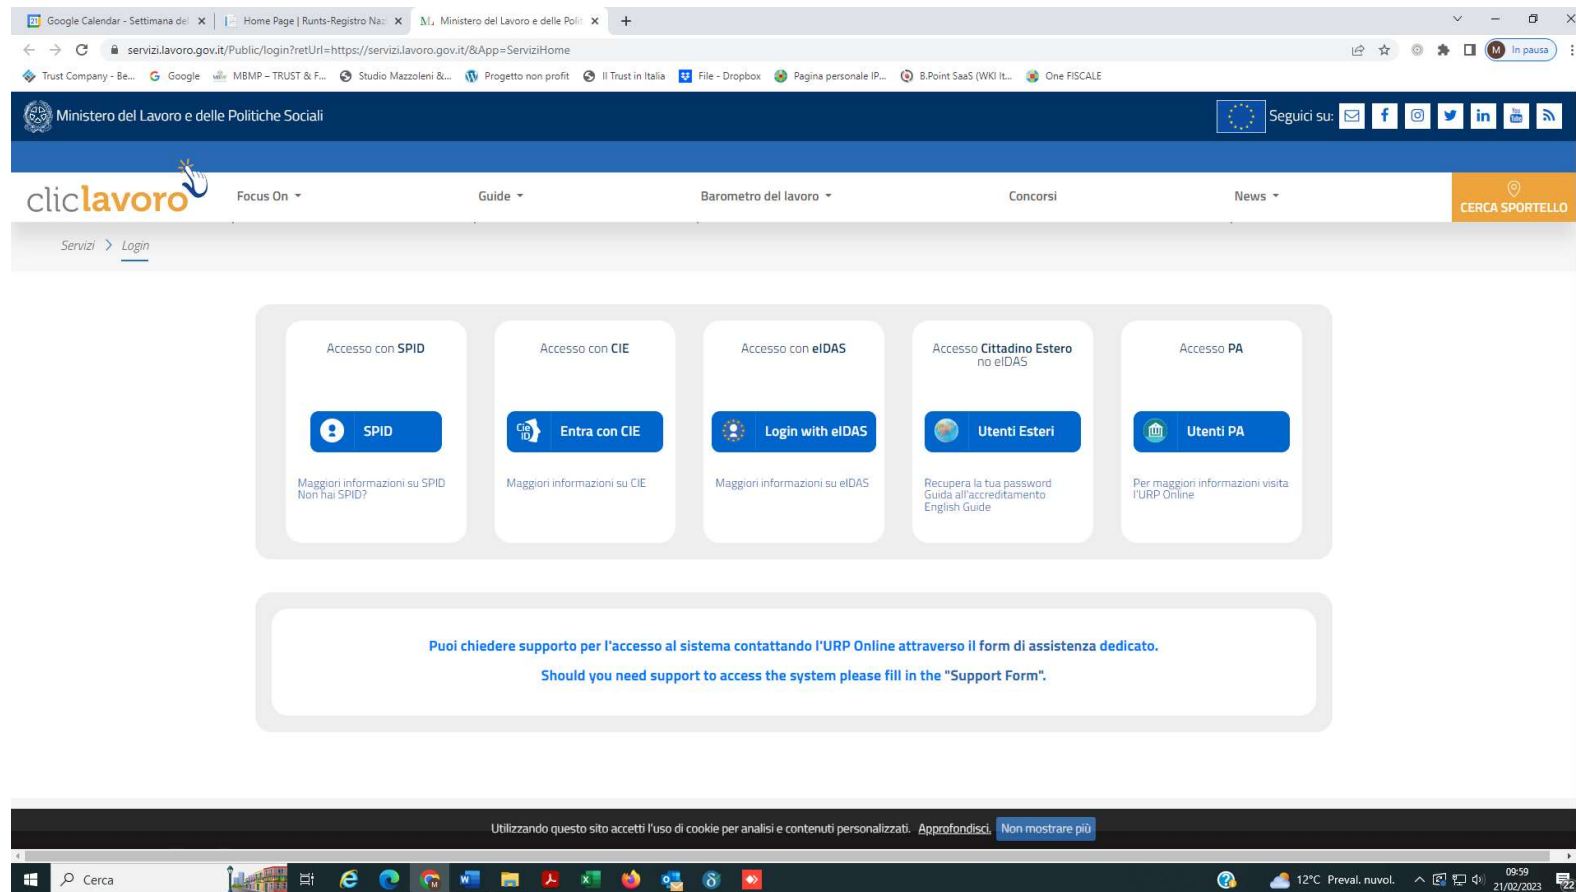 Google Calendar - Settimana del
Home Page | Runts-Registro Naz
Ministero del Lavoro e delle Polit
servizi.lavoro.gov.it/Public/login?retUrl=https://servizi.lavoro.gov.it/&App=ServiziHome
M In pausa
Trust Company - Be... Google MBMP – TRUST & F... Studio Mazzoleni &... Progetto non profit Il Trust in Italia File - Dropbox Pagina personale IP... B.Point SaaS (WKI It... One FISCALE
Ministero del Lavoro e delle Politiche Sociali
Seguici su:
cliclavoro
Focus On Guide Barometro del lavoro Concorsi News
CERCA SPORTELLO
Servizi > Login
Accesso con SPID
SPID
Maggiori informazioni su SPID
Non hai SPID?
Accesso con CIE
Entra con CIE
Maggiori informazioni su CIE
Accesso con eIDAS
Login with eIDAS
Maggiori informazioni su eIDAS
Accesso Cittadino Estero
no eIDAS
Utenti Esteri
Recupera la tua password
Guida all'accreditamento
English Guide
Accesso PA
Utenti PA
Per maggiori informazioni visita
l'URP Online
Puoi chiedere supporto per l'accesso al sistema contattando l'URP Online attraverso il form di assistenza dedicato.
Should you need support to access the system please fill in the "Support Form".
Utilizzando questo sito accetti l'uso di cookie per analisi e contenuti personalizzati. Approfondisci. Non mostrare più
Cerca
12°C Preval. nuvol.
09:59
21/02/2023
22